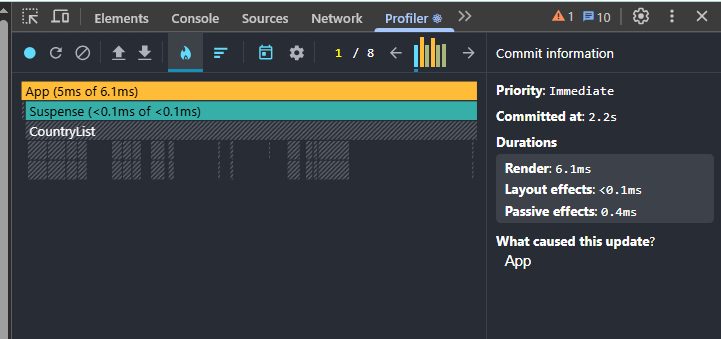 Elements Console Sources Network Profiler 1 10
1 / 8
Commit information
App (5ms of 6.1ms)
Suspense (<0.1ms of <0.1ms)
CountryList
Priority: Immediate
Committed at: 2.2s
Durations
Render: 6.1ms
Layout effects: <0.1ms
Passive effects: 0.4ms
What caused this update?
App